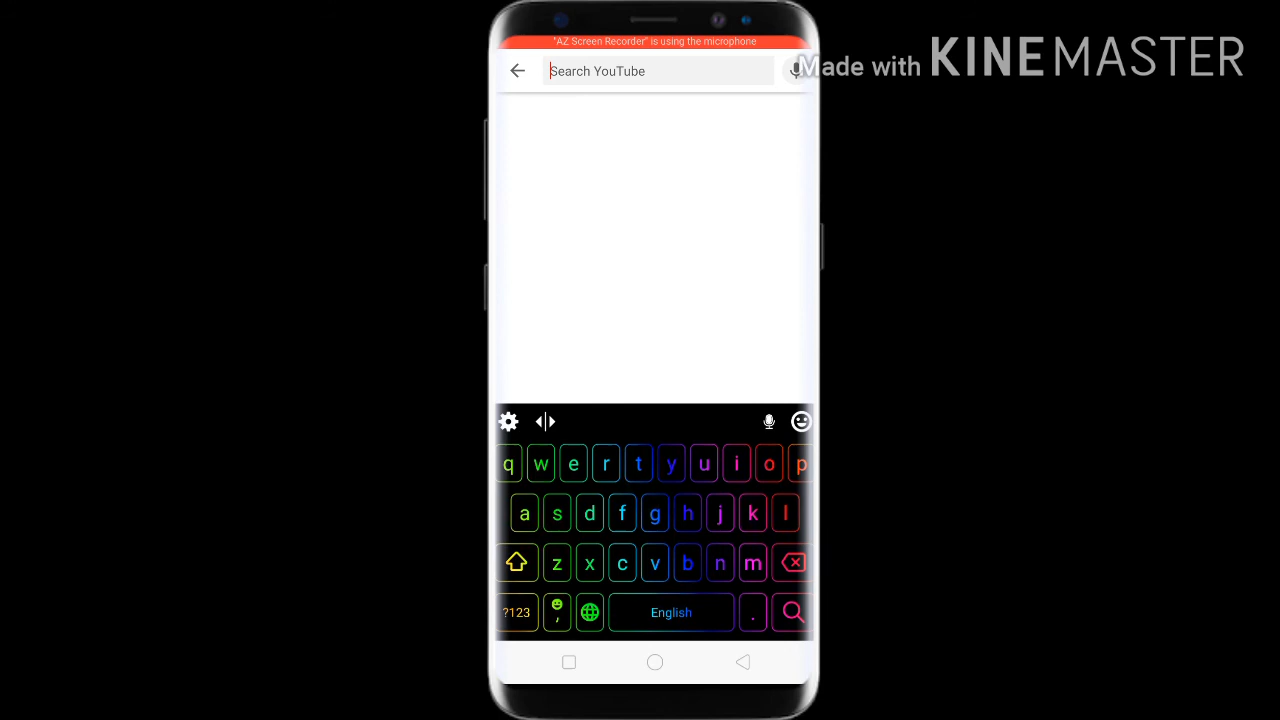 "AZ Screen Recorder" is using the microphone
Search YouTube
Made with KINEMASTER
q w e r t y u i o p
a s d f g h j k l
z x c v b n m
?123 , English .